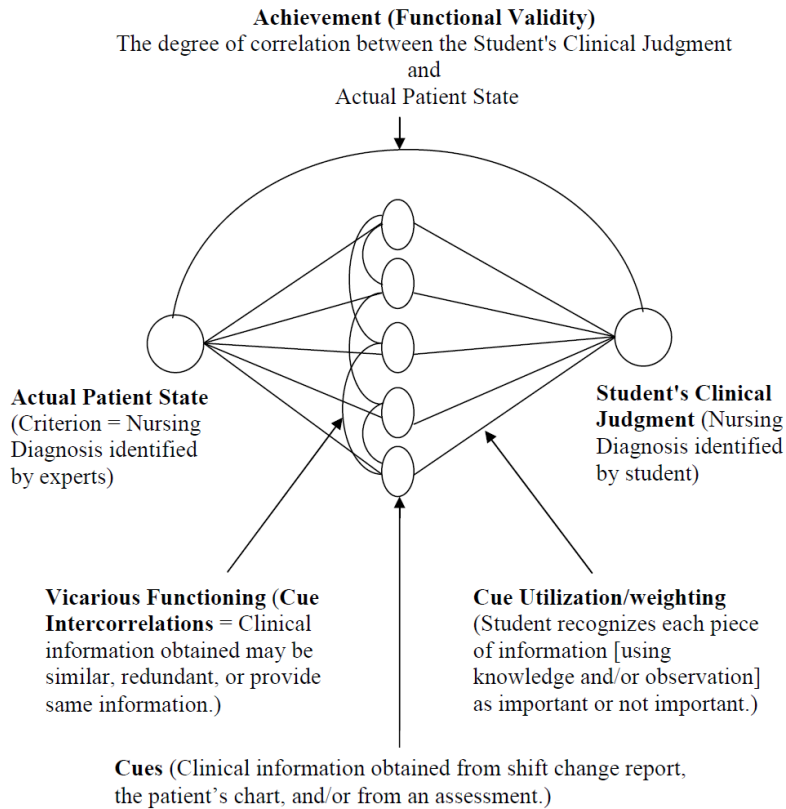 Achievement (Functional Validity)
The degree of correlation between the Student's Clinical Judgment
and
Actual Patient State
Actual Patient State
(Criterion = Nursing
Diagnosis identified
by experts)
Student's Clinical
Judgment (Nursing
Diagnosis identified
by student)
Vicarious Functioning (Cue
Intercorrelations = Clinical
information obtained may be
similar, redundant, or provide
same information.)
Cue Utilization/weighting
(Student recognizes each piece
of information [using
knowledge and/or observation]
as important or not important.)
Cues (Clinical information obtained from shift change report,
the patient’s chart, and/or from an assessment.)